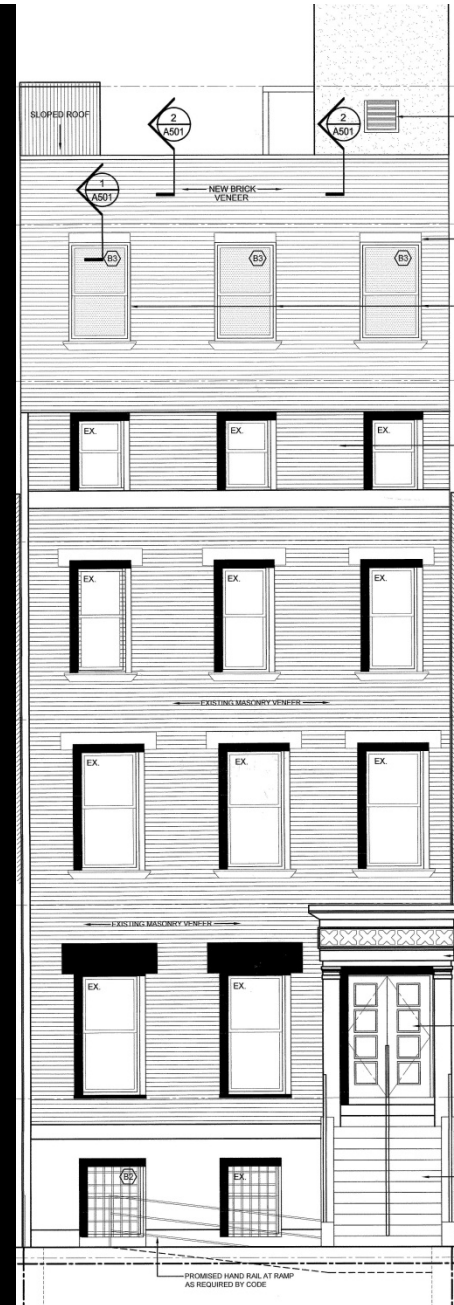 SLOPED ROOF
2
A501
2
A501
1
A501
NEW BRICK
VENEER
B3
B3
B3
EX.
EX.
EX.
EX.
EX.
EX.
EXISTING MASONRY VENEER
EX.
EX.
EX.
EXISTING MASONRY VENEER
EX.
EX.
B2
EX.
PROMISED HAND RAIL AT RAMP
AS REQUIRED BY CODE